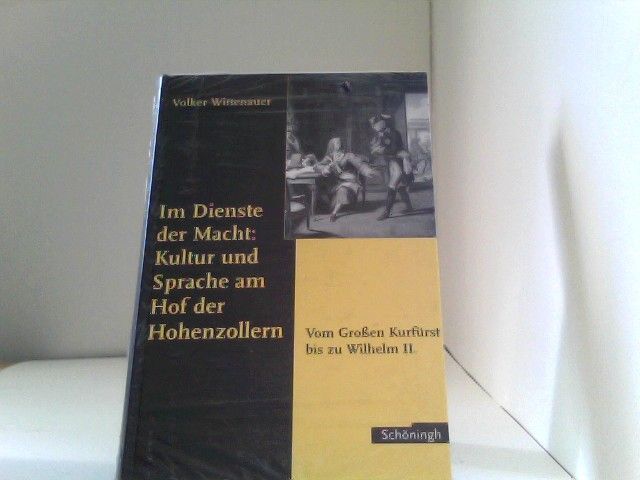 Volker Wittenauer
Im Dienste
der Macht:
Kultur und
Sprache am
Hof der
Hohenzollern
Vom Großen Kurfürst
bis zu Wilhelm II.
Schöningh